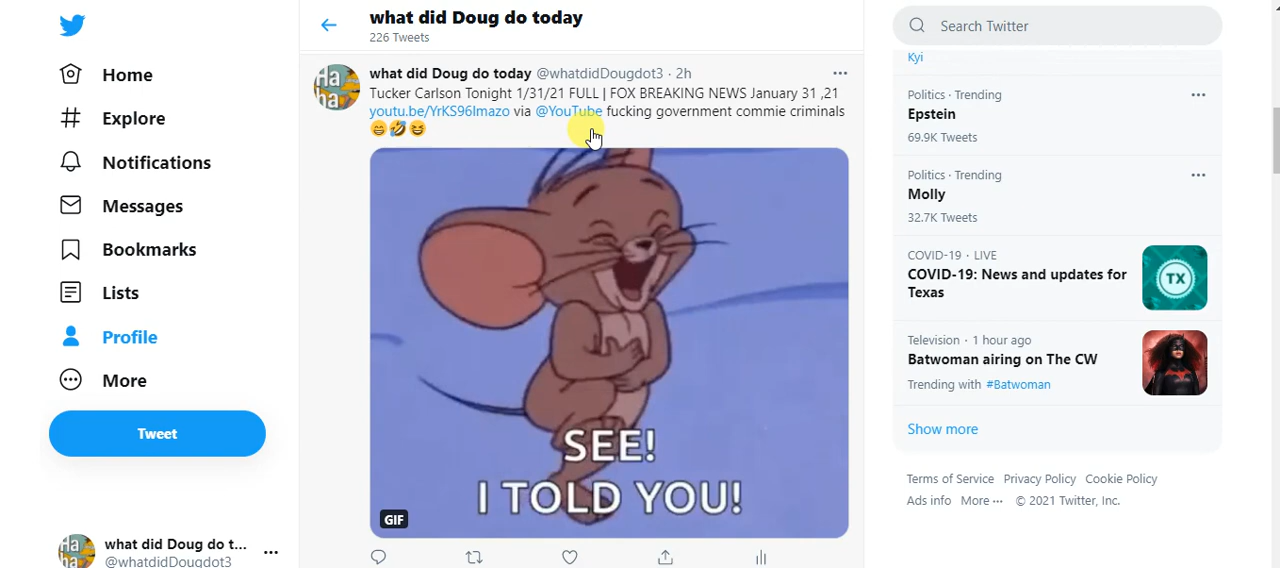 Home
Explore
Notifications
Messages
Bookmarks
Lists
Profile
More
Tweet
what did Doug do t...
@whatdidDougdot3
what did Doug do today
226 Tweets
Ha
ha
what did Doug do today @whatdidDougdot3 · 2h
Tucker Carlson Tonight 1/31/21 FULL | FOX BREAKING NEWS January 31 ,21
youtu.be/YrKS96lmazo via @YouTube fucking government commie criminals
😄🤣😆
SEE!
I TOLD YOU!
GIF
Search Twitter
Kyi
Politics · Trending
Epstein
69.9K Tweets
Politics · Trending
Molly
32.7K Tweets
COVID-19 · LIVE
COVID-19: News and updates for
Texas
TX
Television · 1 hour ago
Batwoman airing on The CW
Trending with #Batwoman
Show more
Terms of Service Privacy Policy Cookie Policy
Ads info More ··· © 2021 Twitter, Inc.
Ha
ha